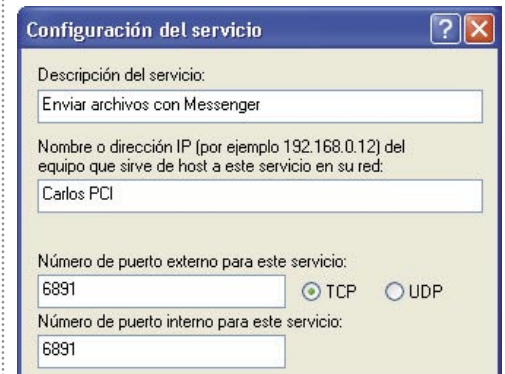 Configuración del servicio
Descripción del servicio:
Enviar archivos con Messenger
Nombre o dirección IP (por ejemplo 192.168.0.12) del
equipo que sirve de host a este servicio en su red:
Carlos PCI
Número de puerto externo para este servicio:
6891
TCP
UDP
Número de puerto interno para este servicio:
6891